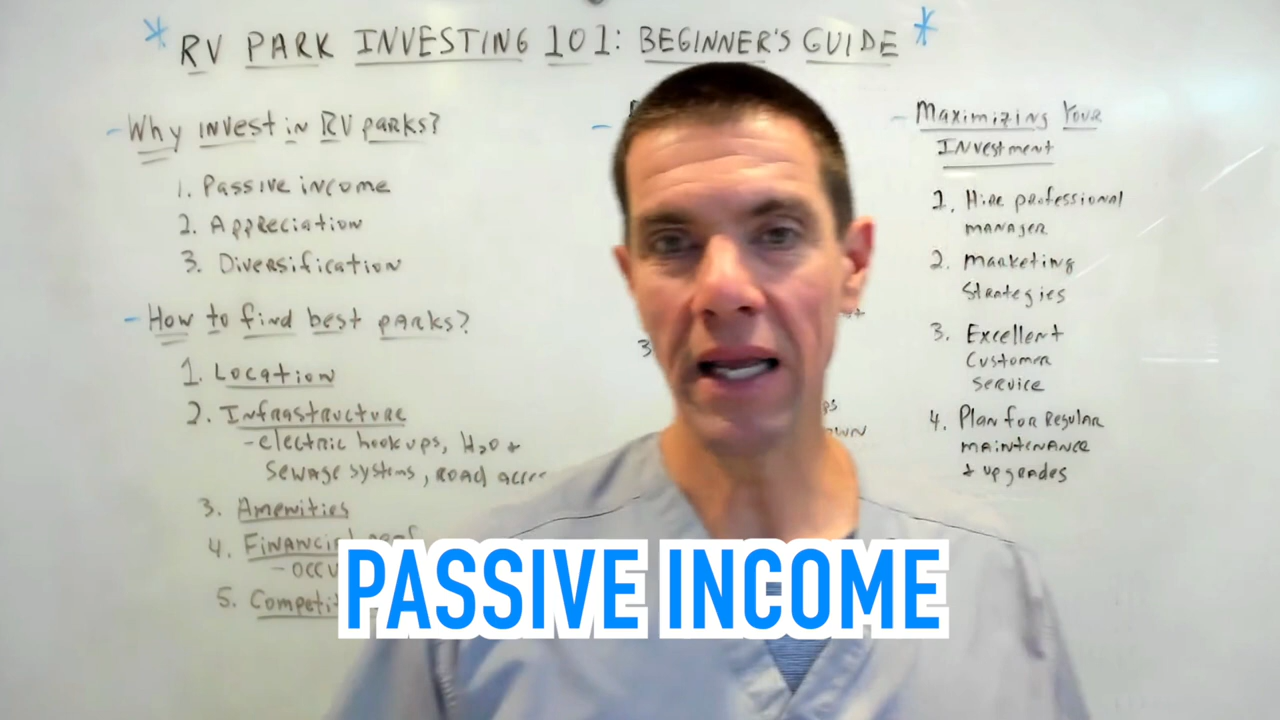 * RV PARK INVESTING 101: BEGINNER'S GUIDE *
- Why invest in RV parks?
1. Passive income
2. Appreciation
3. Diversification
- How to find best parks?
1. Location
2. Infrastructure
- electric hook ups, H2O +
Sewage systems, road
3. Amenities
4.
5.
-
3
- Maximizing Your
Investment
1. Hire professional
manager
2. Marketing
Strategies
3. Excellent
Customer
Service
4. Plan for Regular
maintenance
+ upgrades
PASSIVE INCOME